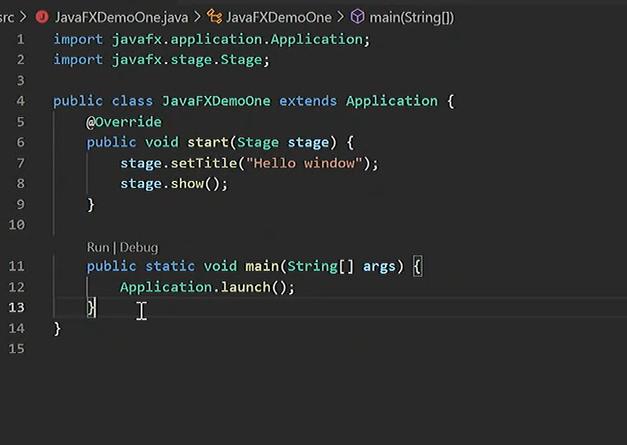 src > JavaFXDemoOne.java > JavaFXDemoOne > main(String[])
1 import javafx.application.Application;
2 import javafx.stage.Stage;
3
4 public class JavaFXDemoOne extends Application {
5     @Override
6     public void start(Stage stage) {
7         stage.setTitle("Hello window");
8         stage.show();
9     }
10
Run | Debug
11     public static void main(String[] args) {
12         Application.launch();
13     }
14 }
15